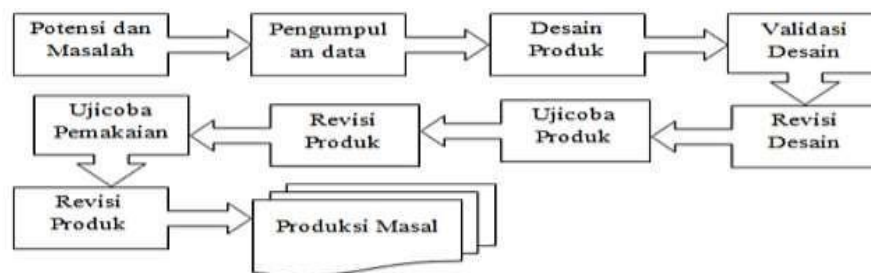 Potensi dan
Masalah
Pengumpul
an data
Desain
Produk
Validasi
Desain
Revisi
Desain
Ujicoba
Produk
Revisi
Produk
Ujicoba
Pemakaian
Revisi
Produk
Produksi Masal